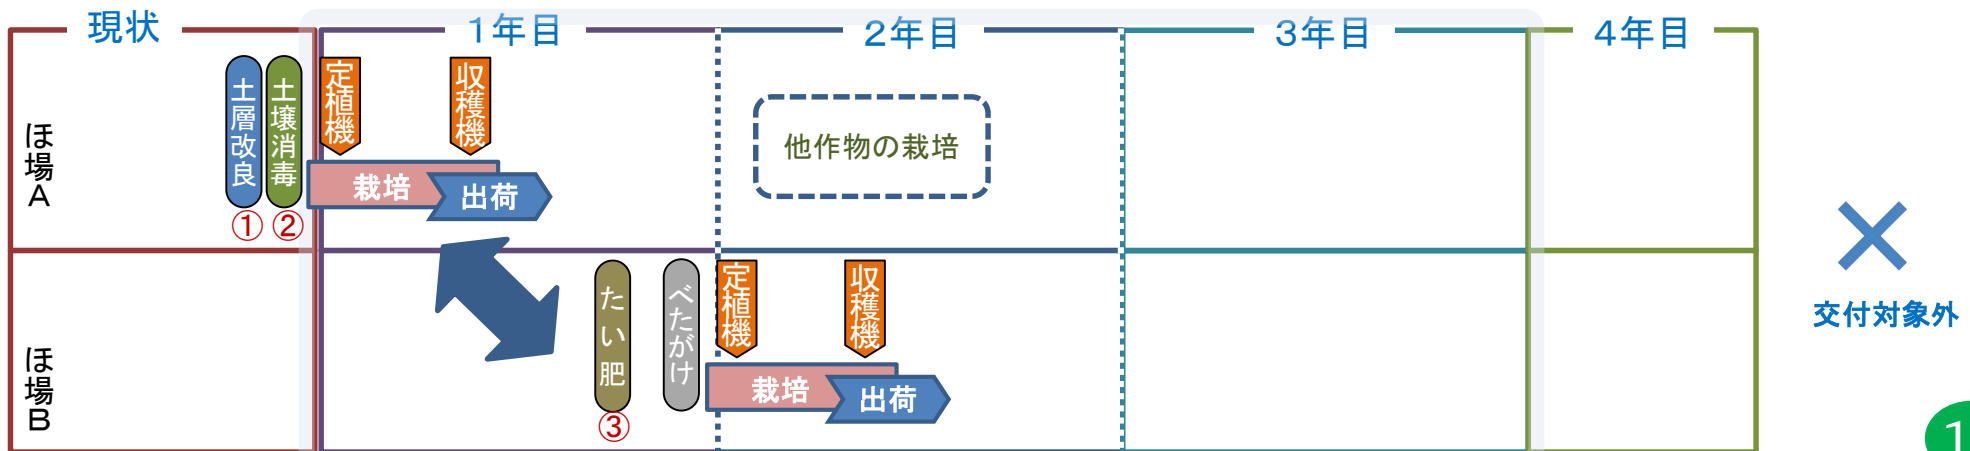 現状
1年目
2年目
3年目
4年目
ほ場A
土層改良
①
土壌消毒
②
定植機
収穫機
栽培
出荷
他作物の栽培
ほ場B
たい肥
③
べたがけ
定植機
収穫機
栽培
出荷
×
交付対象外
1